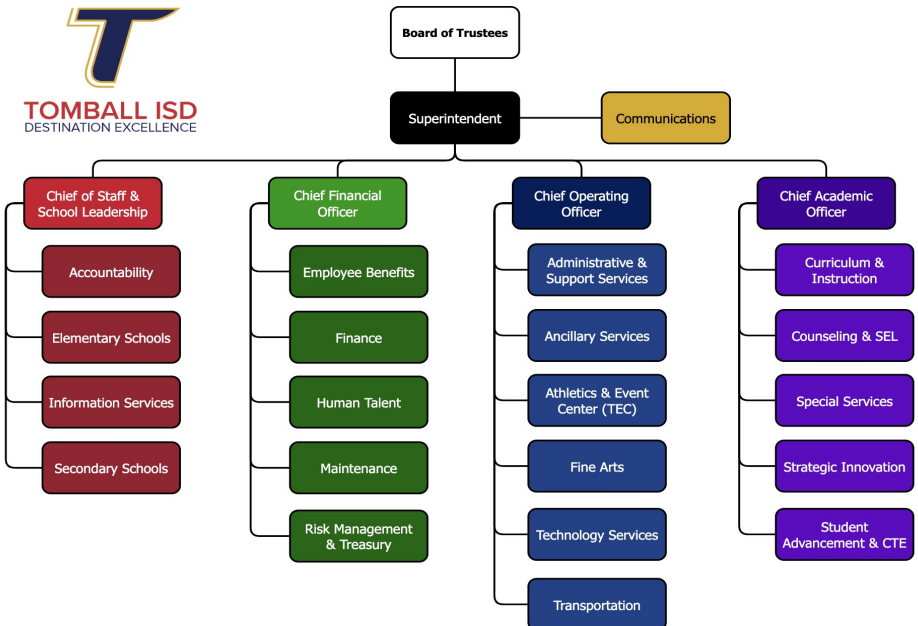 Board of Trustees
TOMBALL ISD
DESTINATION EXCELLENCE
Superintendent
Communications
Chief of Staff &
School Leadership
Accountability
Elementary Schools
Information Services
Secondary Schools
Chief Financial
Officer
Employee Benefits
Finance
Human Talent
Maintenance
Risk Management
& Treasury
Chief Operating
Officer
Administrative &
Support Services
Ancillary Services
Athletics & Event
Center (TEC)
Fine Arts
Technology Services
Transportation
Chief Academic
Officer
Curriculum &
Instruction
Counseling & SEL
Special Services
Strategic Innovation
Student
Advancement & CTE